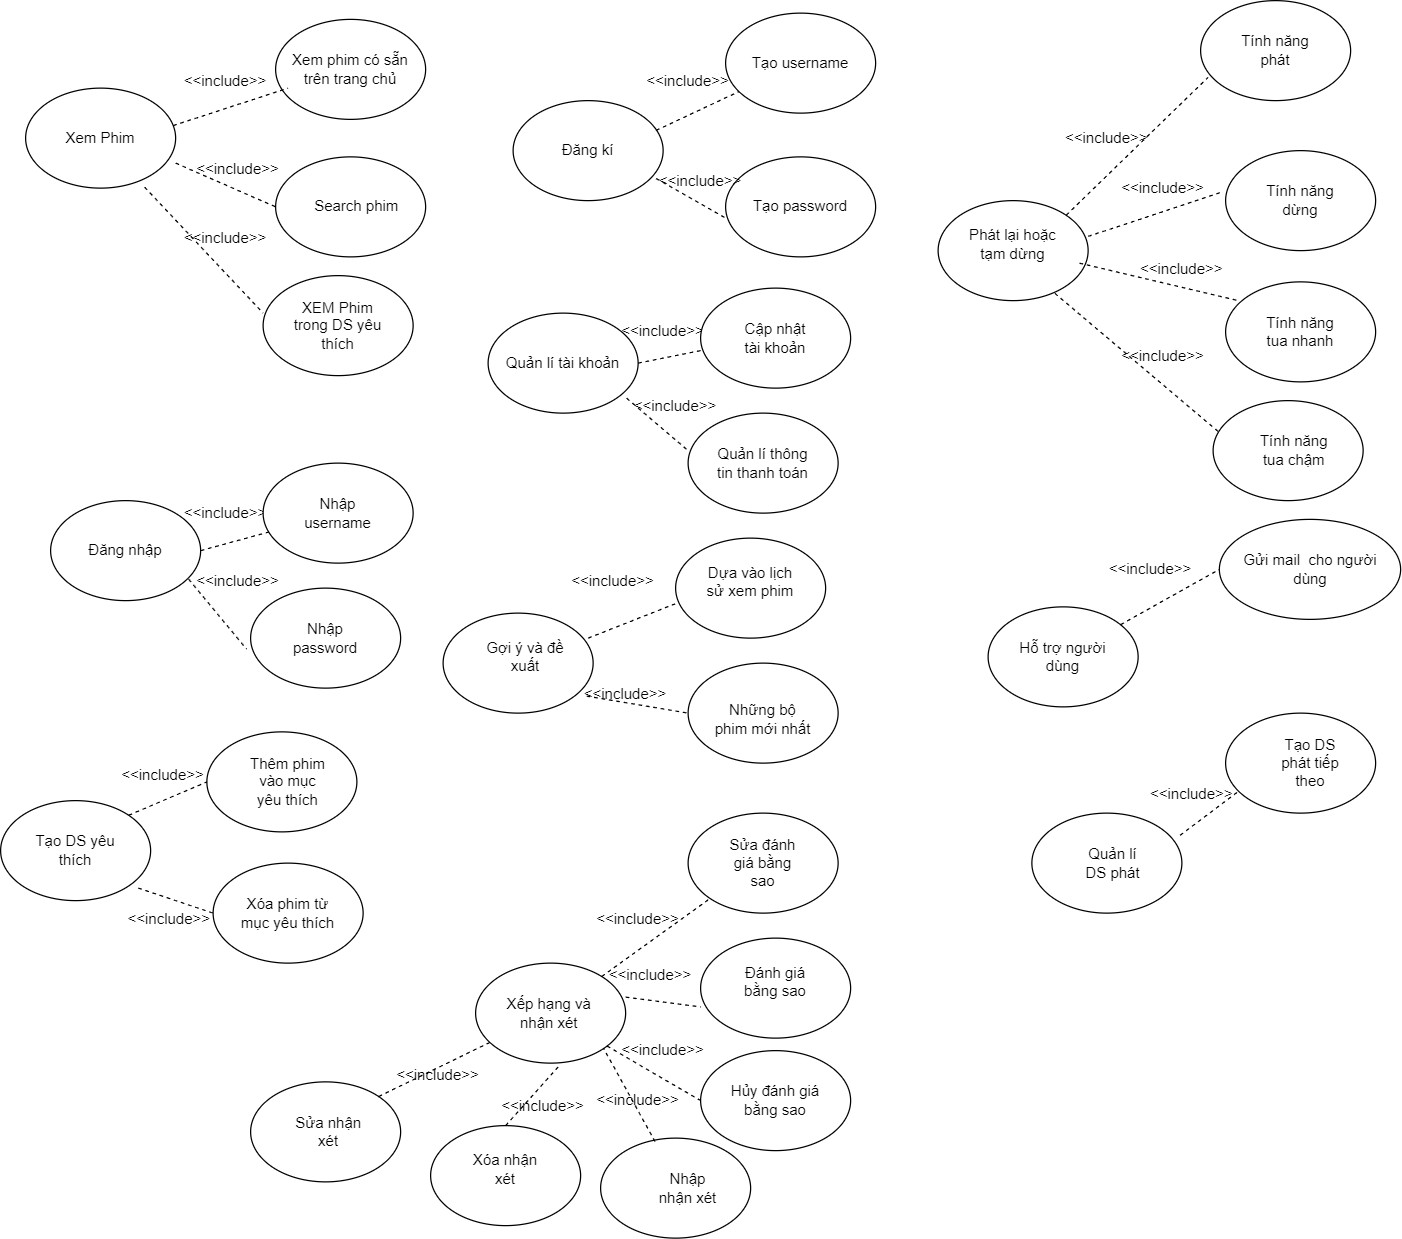 Xem Phim
<<include>>
Xem phim có sẵn
trên trang chủ
<<include>>
Search phim
<<include>>
XEM Phim
trong DS yêu
thích
Đăng kí
<<include>>
Tạo username
<<include>>
Tạo password
Phát lại hoặc
tạm dừng
<<include>>
Tính năng
phát
<<include>>
Tính năng
dừng
<<include>>
Tính năng
tua nhanh
<<include>>
Tính năng
tua chậm
Quản lí tài khoản
<<include>>
Cập nhật
tài khoản
<<include>>
Quản lí thông
tin thanh toán
Đăng nhập
<<include>>
Nhập
username
<<include>>
Nhập
password
Gợi ý và đề
xuất
<<include>>
Dựa vào lịch
sử xem phim
<<include>>
Những bộ
phim mới nhất
Hỗ trợ người
dùng
<<include>>
Gửi mail  cho người
dùng
Tạo DS yêu
thích
<<include>>
Thêm phim
vào mục
yêu thích
<<include>>
Xóa phim từ
mục yêu thích
Quản lí
DS phát
<<include>>
Tạo DS
phát tiếp
theo
Xếp hạng và
nhận xét
<<include>>
Sửa đánh
giá bằng
sao
<<include>>
Đánh giá
bằng sao
<<include>>
Hủy đánh giá
bằng sao
<<include>>
Sửa nhận
xét
<<include>>
Xóa nhận
xét
<<include>>
Nhập
nhận xét